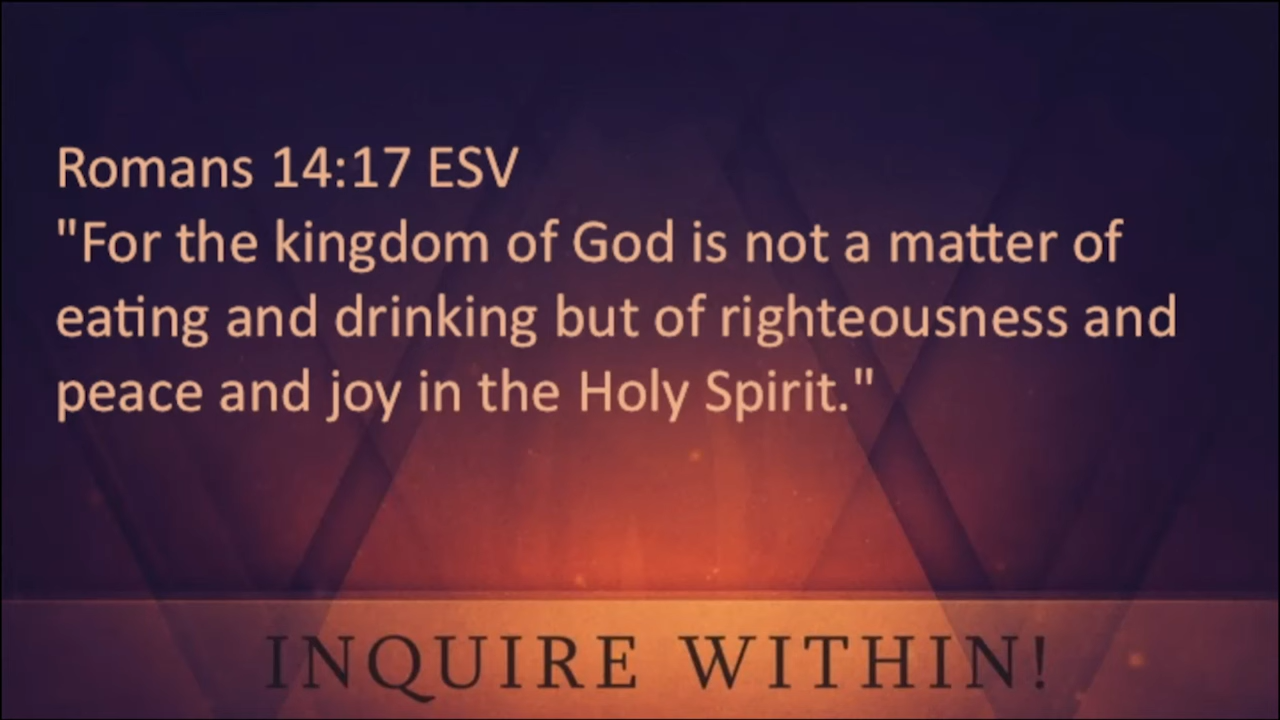 Romans 14:17 ESV
"For the kingdom of God is not a matter of
eating and drinking but of righteousness and
peace and joy in the Holy Spirit."
INQUIRE WITHIN!